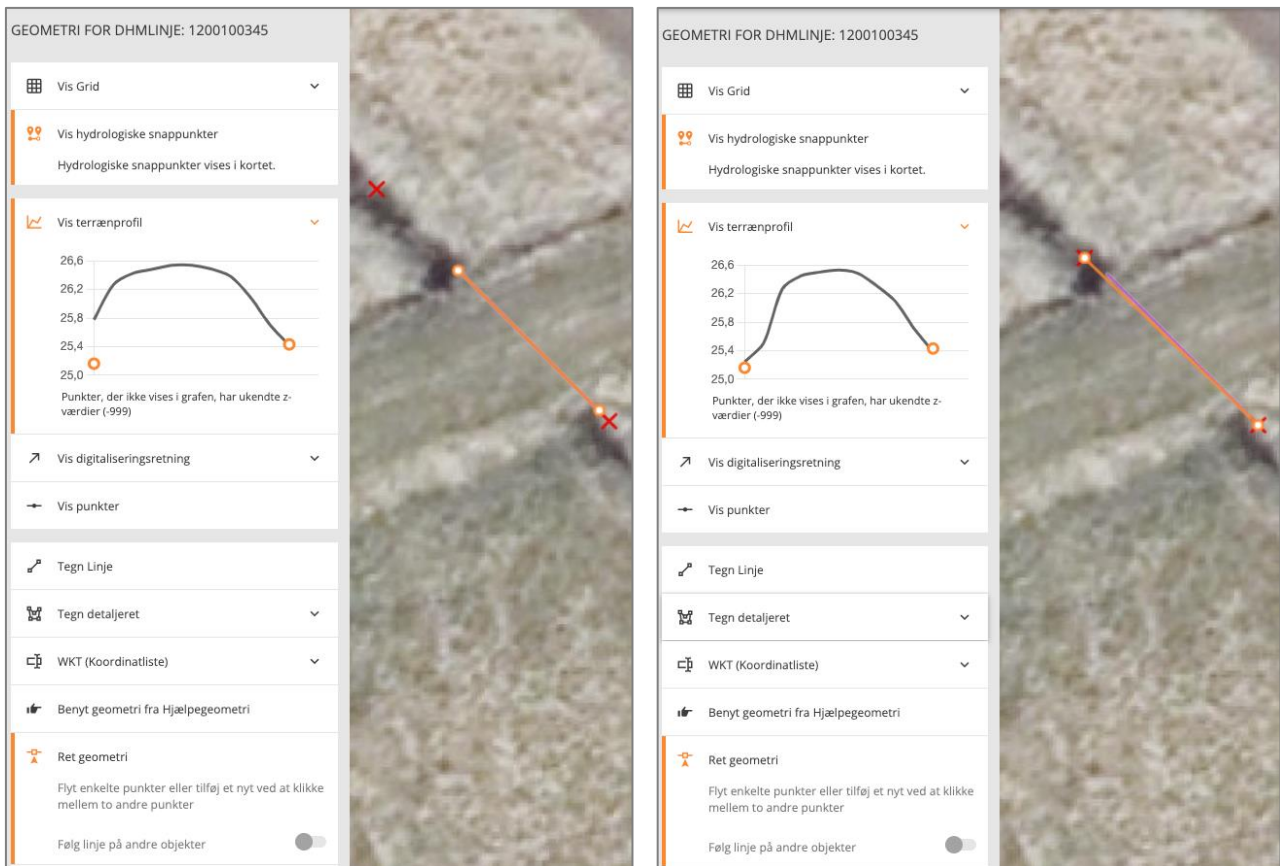 GEOMETRI FOR DHMLINJE: 1200100345
Vis Grid
Vis hydrologiske snappunkter
Hydrologiske snappunkter vises i kortet.
Vis terrænprofil
26,6
26,2
25,8
25,4
25,0
Punkter, der ikke vises i grafen, har ukendte z-
værdier (-999)
Vis digitaliseringsretning
Vis punkter
Tegn Linje
Tegn detaljeret
WKT (Koordinatliste)
Benyt geometri fra Hjælpegeometri
Ret geometri
Flyt enkelte punkter eller tilføj et nyt ved at klikke
mellem to andre punkter
Følg linje på andre objekter
GEOMETRI FOR DHMLINJE: 1200100345
Vis Grid
Vis hydrologiske snappunkter
Hydrologiske snappunkter vises i kortet.
Vis terrænprofil
26,6
26,2
25,8
25,4
25,0
Punkter, der ikke vises i grafen, har ukendte z-
værdier (-999)
Vis digitaliseringsretning
Vis punkter
Tegn Linje
Tegn detaljeret
WKT (Koordinatliste)
Benyt geometri fra Hjælpegeometri
Ret geometri
Flyt enkelte punkter eller tilføj et nyt ved at klikke
mellem to andre punkter
Følg linje på andre objekter